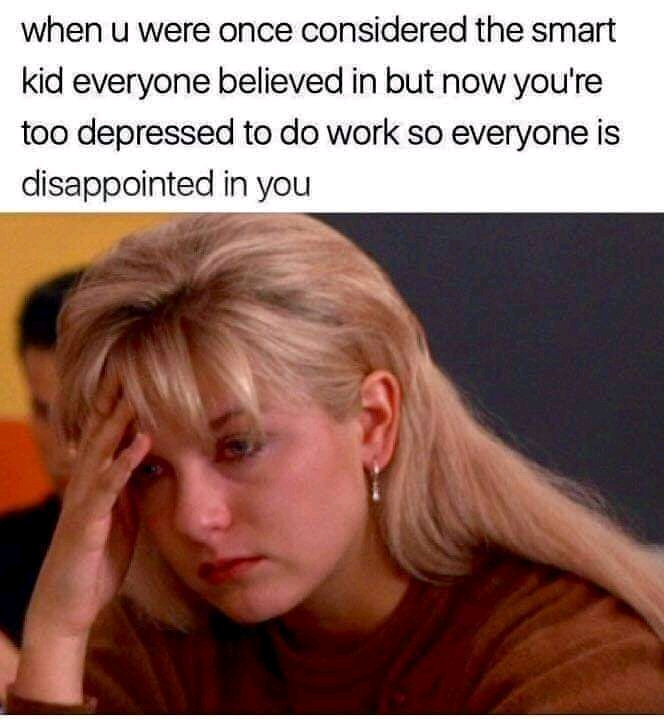 when u were once considered the smart
kid everyone believed in but now you're
too depressed to do work so everyone is
disappointed in you